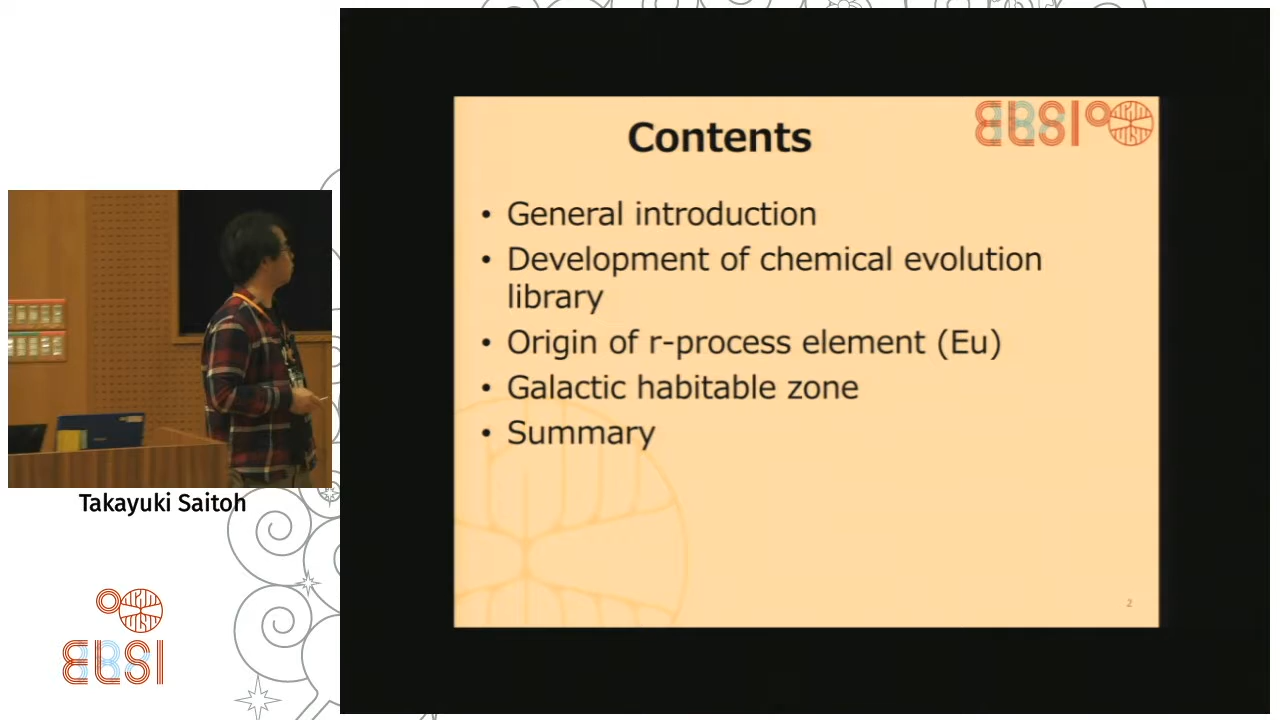 Contents
ELSI
• General introduction
• Development of chemical evolution
library
• Origin of r-process element (Eu)
• Galactic habitable zone
• Summary
2
Takayuki Saitoh
ELSI